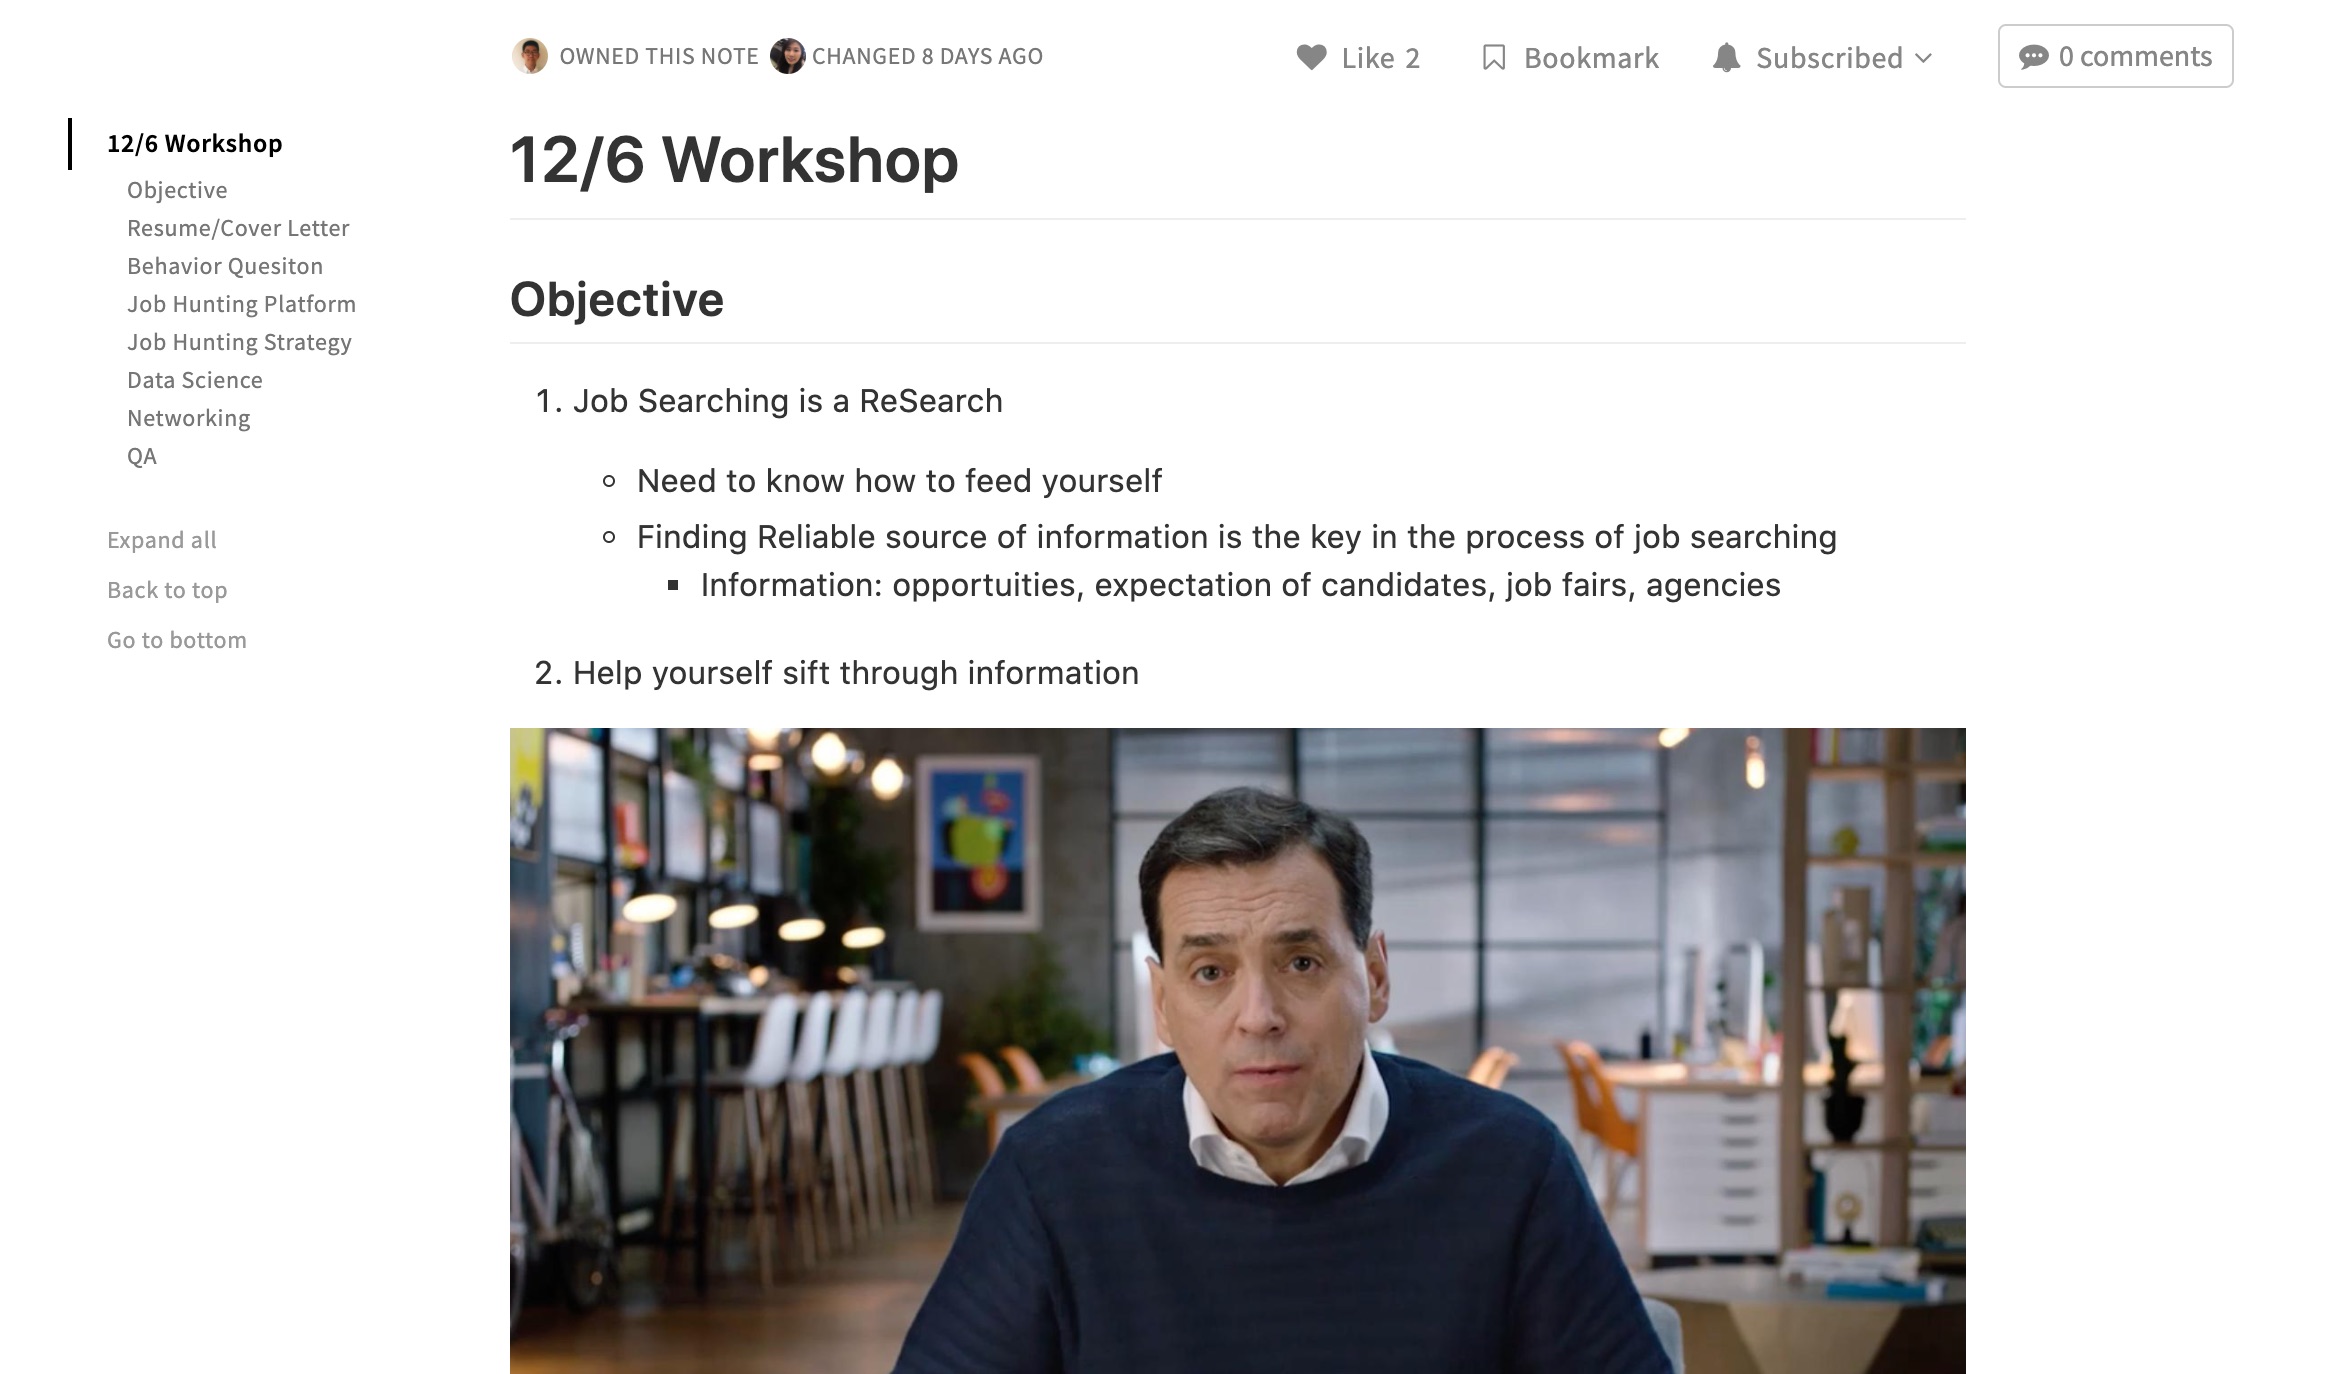 OWNED THIS NOTE CHANGED 8 DAYS AGO
Like 2
Bookmark
Subscribed
0 comments
12/6 Workshop
Objective
Resume/Cover Letter
Behavior Quesiton
Job Hunting Platform
Job Hunting Strategy
Data Science
Networking
QA
Expand all
Back to top
Go to bottom
12/6 Workshop
Objective
1. Job Searching is a ReSearch
Need to know how to feed yourself
Finding Reliable source of information is the key in the process of job searching
Information: opportuities, expectation of candidates, job fairs, agencies
2. Help yourself sift through information